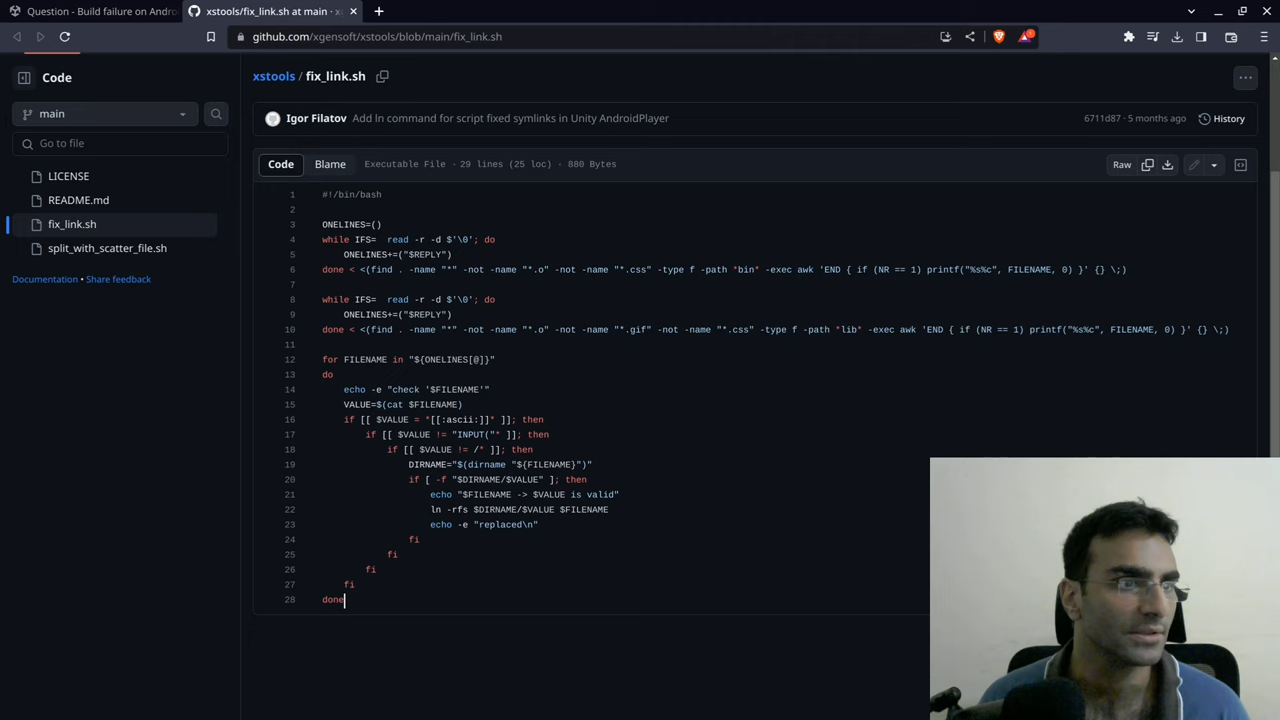 Question - Build failure on Andro
xstools/fix_link.sh at main · xg
github.com/xgensoft/xstools/blob/main/fix_link.sh
Code
main
Go to file
LICENSE
README.md
fix_link.sh
split_with_scatter_file.sh
Documentation · Share feedback
xstools / fix_link.sh
Igor Filatov Add ln command for script fixed symlinks in Unity AndroidPlayer 6711d87 · 5 months ago History
Code Blame Executable File · 29 lines (25 loc) · 880 Bytes Raw
1 #!/bin/bash
2
3 ONELINES=()
4 while IFS=  read -r -d $'\0'; do
5     ONELINES+=("$REPLY")
6 done < <(find . -name "*" -not -name "*.o" -not -name "*.css" -type f -path *bin* -exec awk 'END { if (NR == 1) printf("%s%c", FILENAME, 0) }' {} \;)
7
8 while IFS=  read -r -d $'\0'; do
9     ONELINES+=("$REPLY")
10 done < <(find . -name "*" -not -name "*.o" -not -name "*.gif" -not -name "*.css" -type f -path *lib* -exec awk 'END { if (NR == 1) printf("%s%c", FILENAME, 0) }' {} \;)
11
12 for FILENAME in "${ONELINES[@]}"
13 do
14     echo -e "check '$FILENAME'"
15     VALUE=$(cat $FILENAME)
16     if [[ $VALUE = *[[:ascii:]]* ]]; then
17         if [[ $VALUE != "INPUT("* ]]; then
18             if [[ $VALUE != /* ]]; then
19                 DIRNAME="$(dirname "${FILENAME}")"
20                 if [ -f "$DIRNAME/$VALUE" ]; then
21                     echo "$FILENAME -> $VALUE is valid"
22                     ln -rfs $DIRNAME/$VALUE $FILENAME
23                     echo -e "replaced\n"
24                 fi
25             fi
26         fi
27     fi
28 done